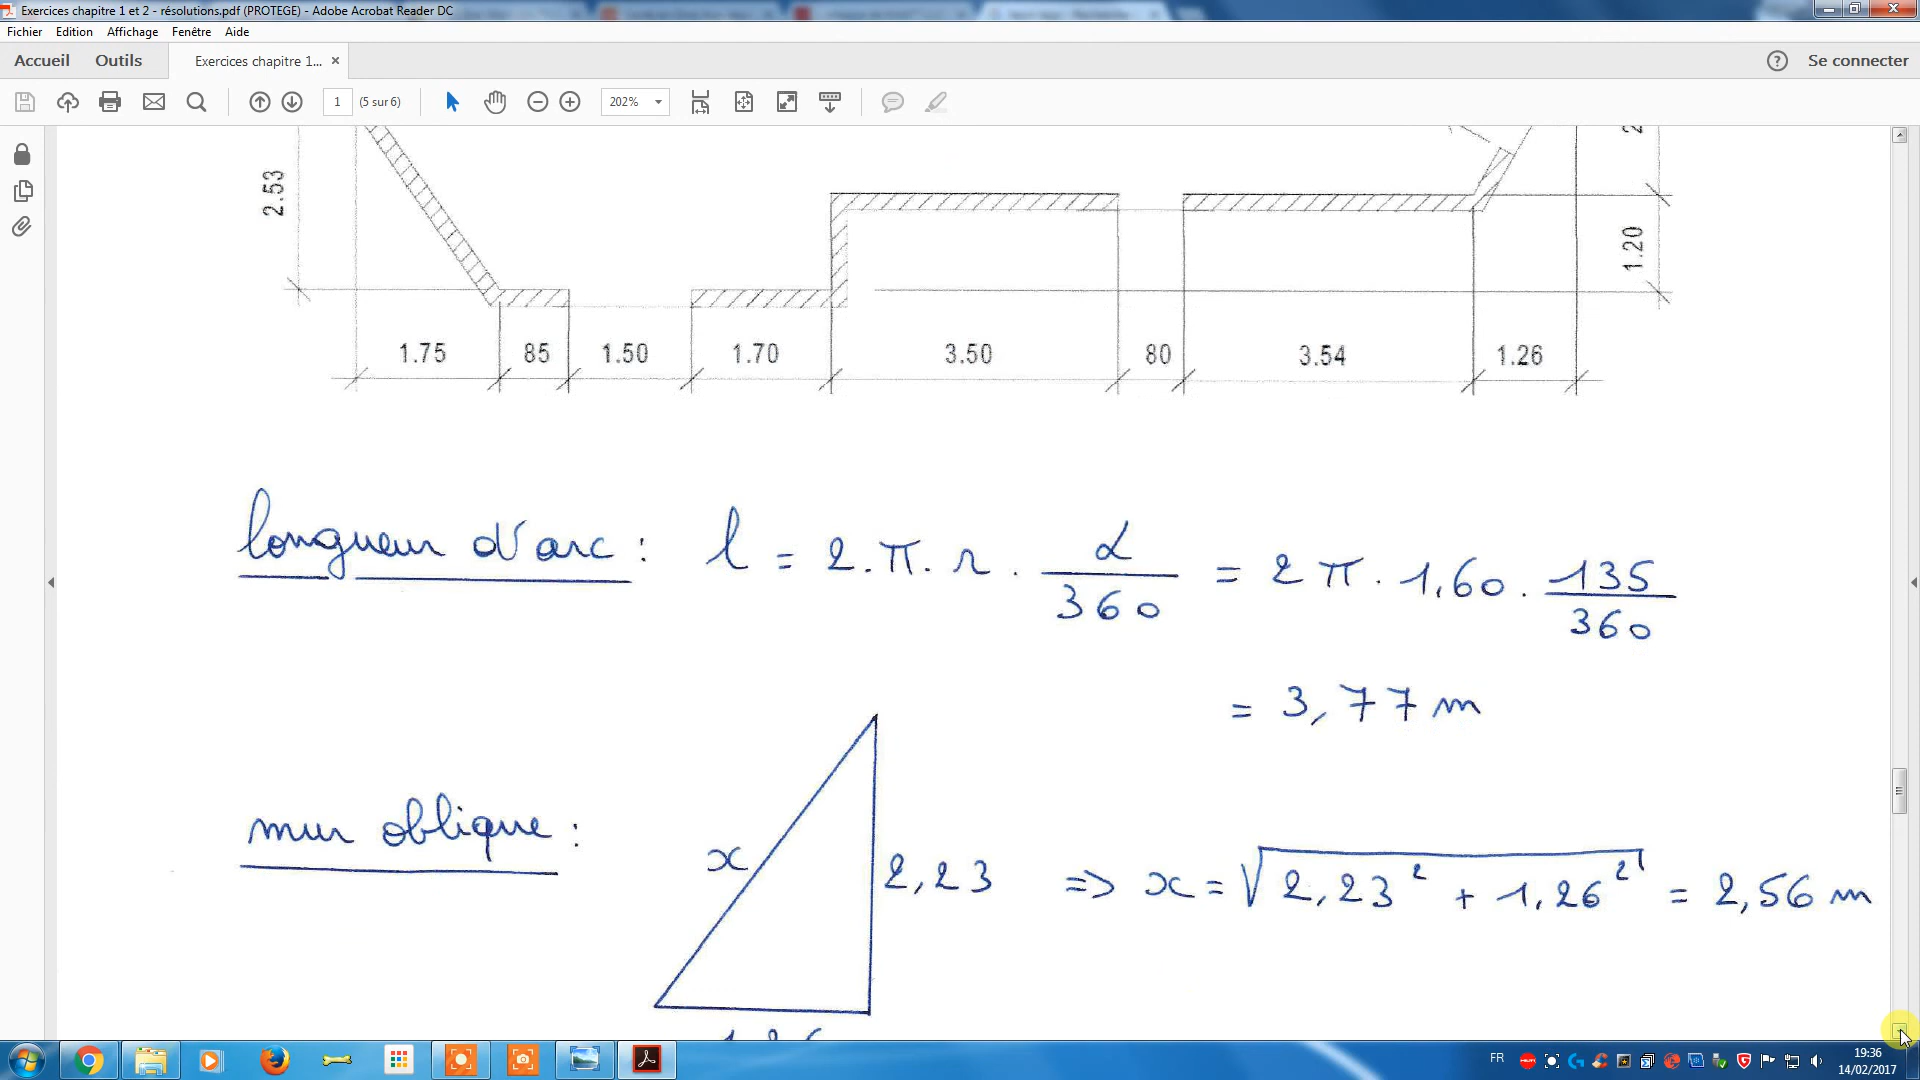 Exercices chapitre 1 et 2 - résolutions.pdf (PROTEGE) - Adobe Acrobat Reader DC
Fichier Edition Affichage Fenêtre Aide
Accueil Outils Exercices chapitre 1... × ? Se connecter
1 (5 sur 6) 202%
2.53
1.20
1.75 85 1.50 1.70 3.50 80 3.54 1.26
longueur d'arc : l = 2.π.r. α/360 = 2π. 1,60. 135/360
= 3,77 m
mur oblique :
x 2,23 => x = √2,23² + 1,26² = 2,56 m
FR 19:36
14/02/2017